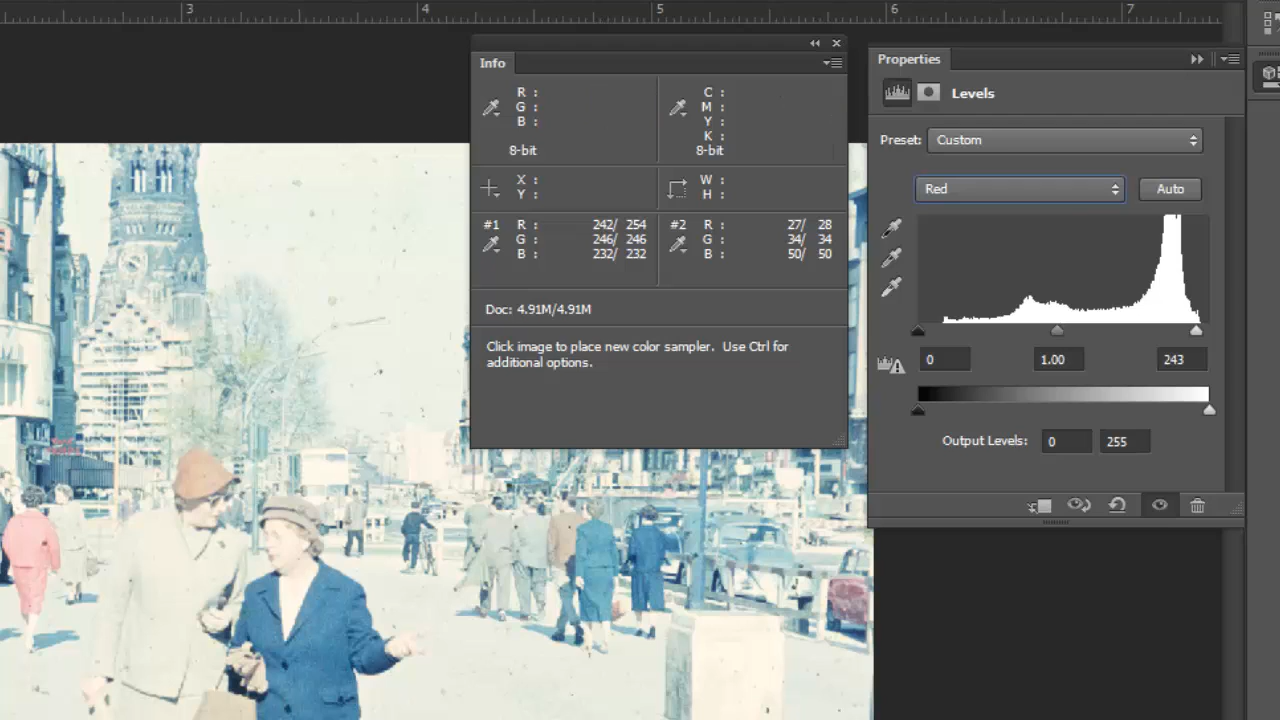 3 4 5 6 7
Info
R :
G :
B :
8-bit
C :
M :
Y :
K :
8-bit
X :
Y :
W :
H :
#1 R : 242/ 254
G : 246/ 246
B : 232/ 232
#2 R : 27/ 28
G : 34/ 34
B : 50/ 50
Doc: 4.91M/4.91M
Click image to place new color sampler. Use Ctrl for
additional options.
Properties
Levels
Preset: Custom
Red Auto
0 1.00 243
Output Levels: 0 255